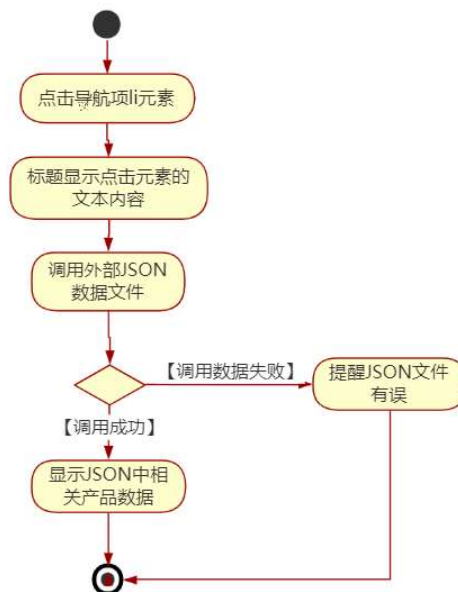 点击导航项li元素
标题显示点击元素的
文本内容
调用外部JSON
数据文件
【调用数据失败】
提醒JSON文件
有误
【调用成功】
显示JSON中相
关产品数据